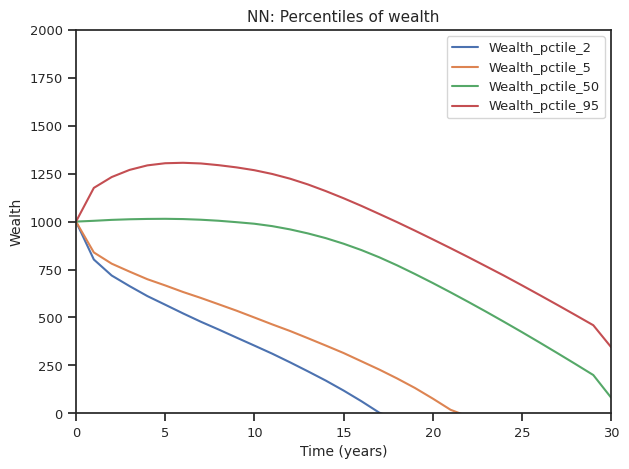 NN: Percentiles of wealth
Wealth_pctile_2
Wealth_pctile_5
Wealth_pctile_50
Wealth_pctile_95
Wealth
2000
1750
1500
1250
1000
750
500
250
0
0 5 10 15 20 25 30
Time (years)